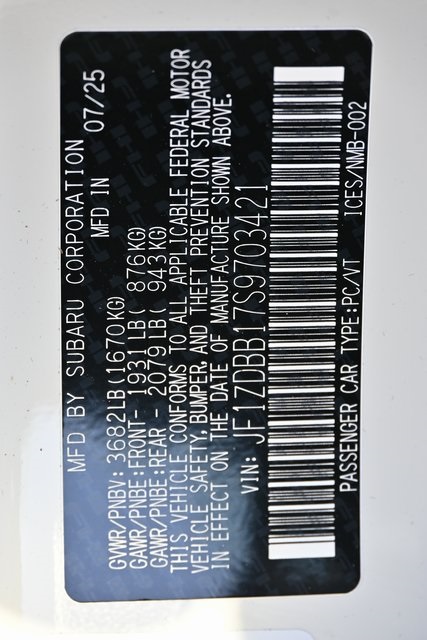 MFD BY SUBARU CORPORATION 07/25
MFD IN
GVWR/PNBV: 3682LB(1670KG)
GAWR/PNBE:FRONT- 1931LB( 876KG)
GAWR/PNBE:REAR - 2079LB( 943KG)
THIS VEHICLE CONFORMS TO ALL APPLICABLE FEDERAL MOTOR
VEHICLE SAFETY,BUMPER,AND THEFT PREVENTION STANDARDS
IN EFFECT ON THE DATE OF MANUFACTURE SHOWN ABOVE.
VIN: JF1ZDBB17S9703421
PASSENGER CAR TYPE:PC/VT ICES/NMB-002